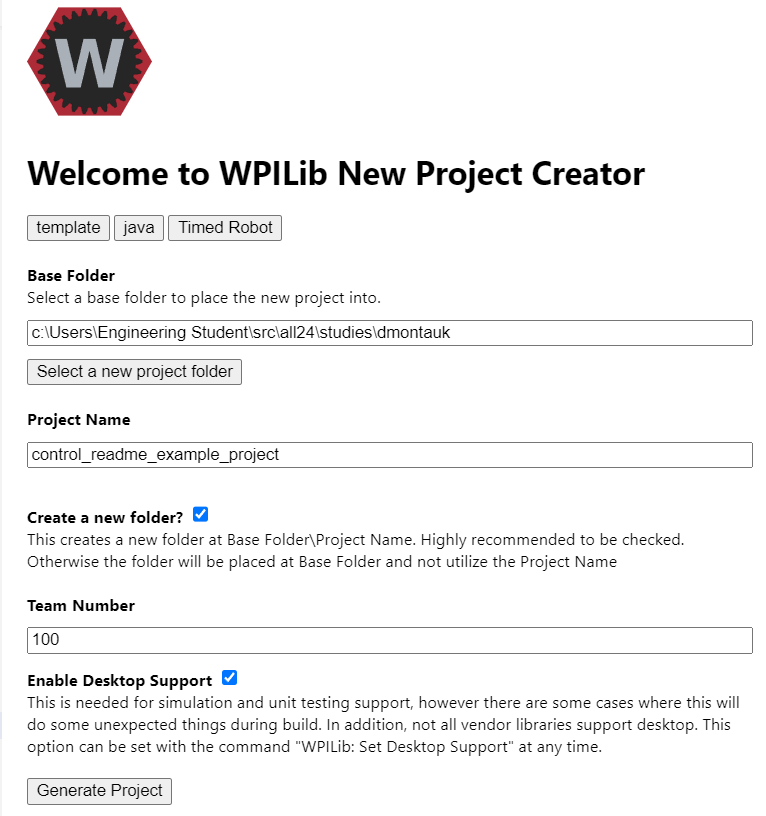 W
Welcome to WPILib New Project Creator
template java Timed Robot
Base Folder
Select a base folder to place the new project into.
c:\Users\Engineering Student\src\all24\studies\dmontauk
Select a new project folder
Project Name
control_readme_example_project
Create a new folder?
This creates a new folder at Base Folder\Project Name. Highly recommended to be checked.
Otherwise the folder will be placed at Base Folder and not utilize the Project Name
Team Number
100
Enable Desktop Support
This is needed for simulation and unit testing support, however there are some cases where this will
do some unexpected things during build. In addition, not all vendor libraries support desktop. This
option can be set with the command "WPILib: Set Desktop Support" at any time.
Generate Project